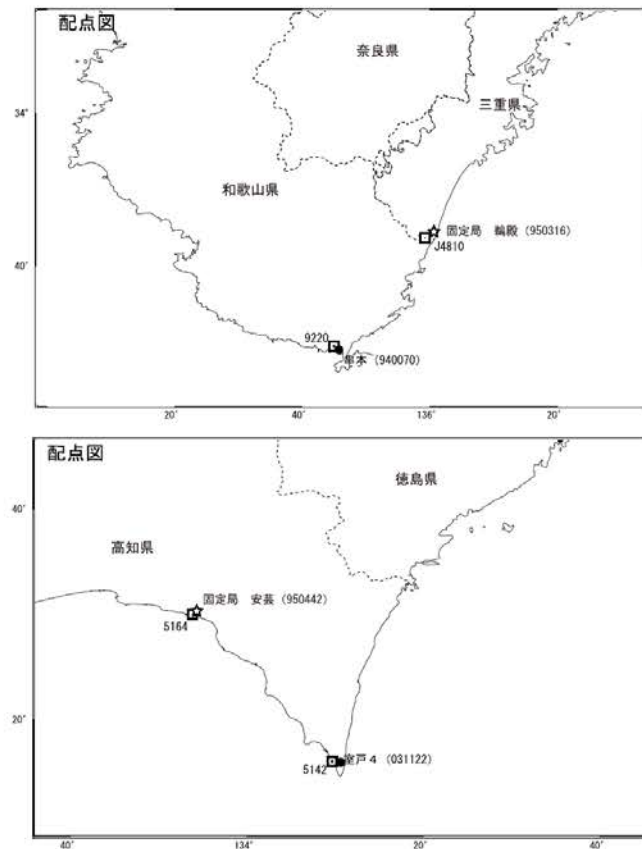 配点図
奈良県
34°
三重県
和歌山県
固定局 鵜殿 (950316)
J4810
40'
9220
串本 (940070)
20'
40'
136°
20'
配点図
徳島県
40'
高知県
固定局 安芸 (950442)
5164
20'
5142
室戸4 (031122)
40'
134°
20'
40'